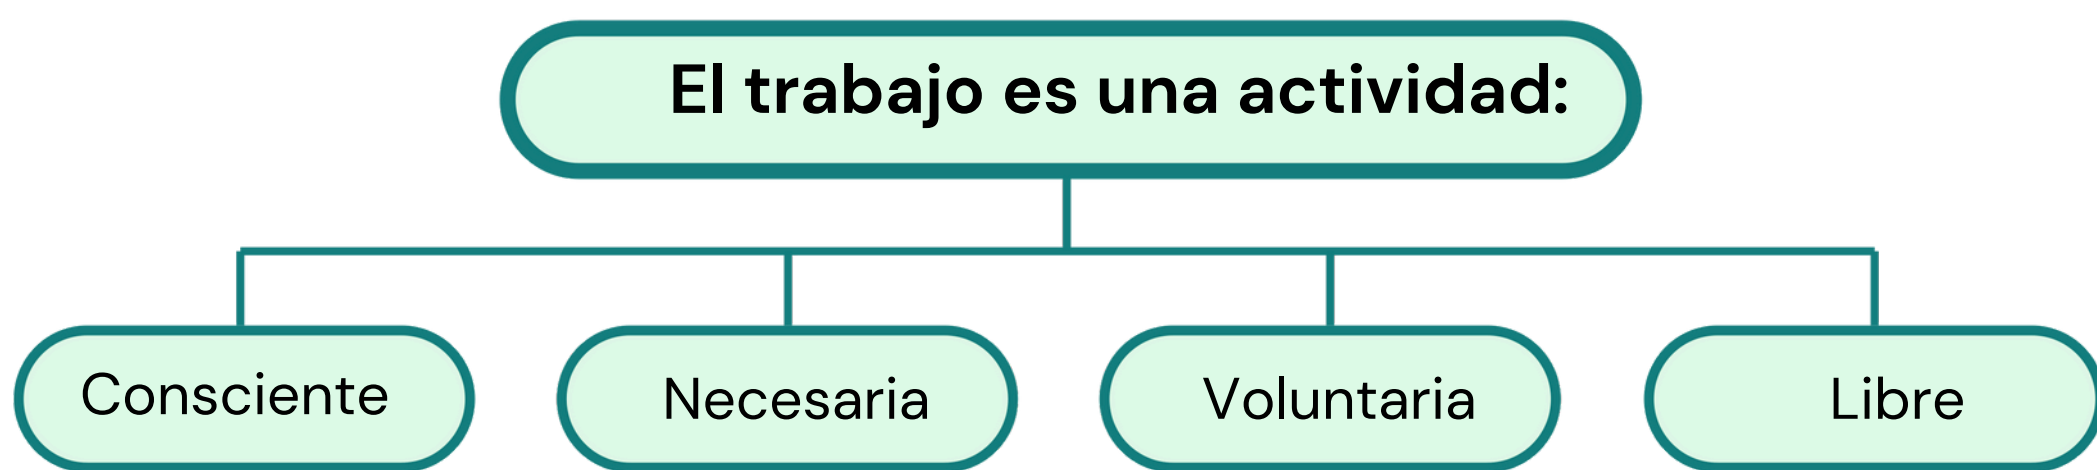 El trabajo es una actividad:
Consciente
Necesaria
Voluntaria
Libre